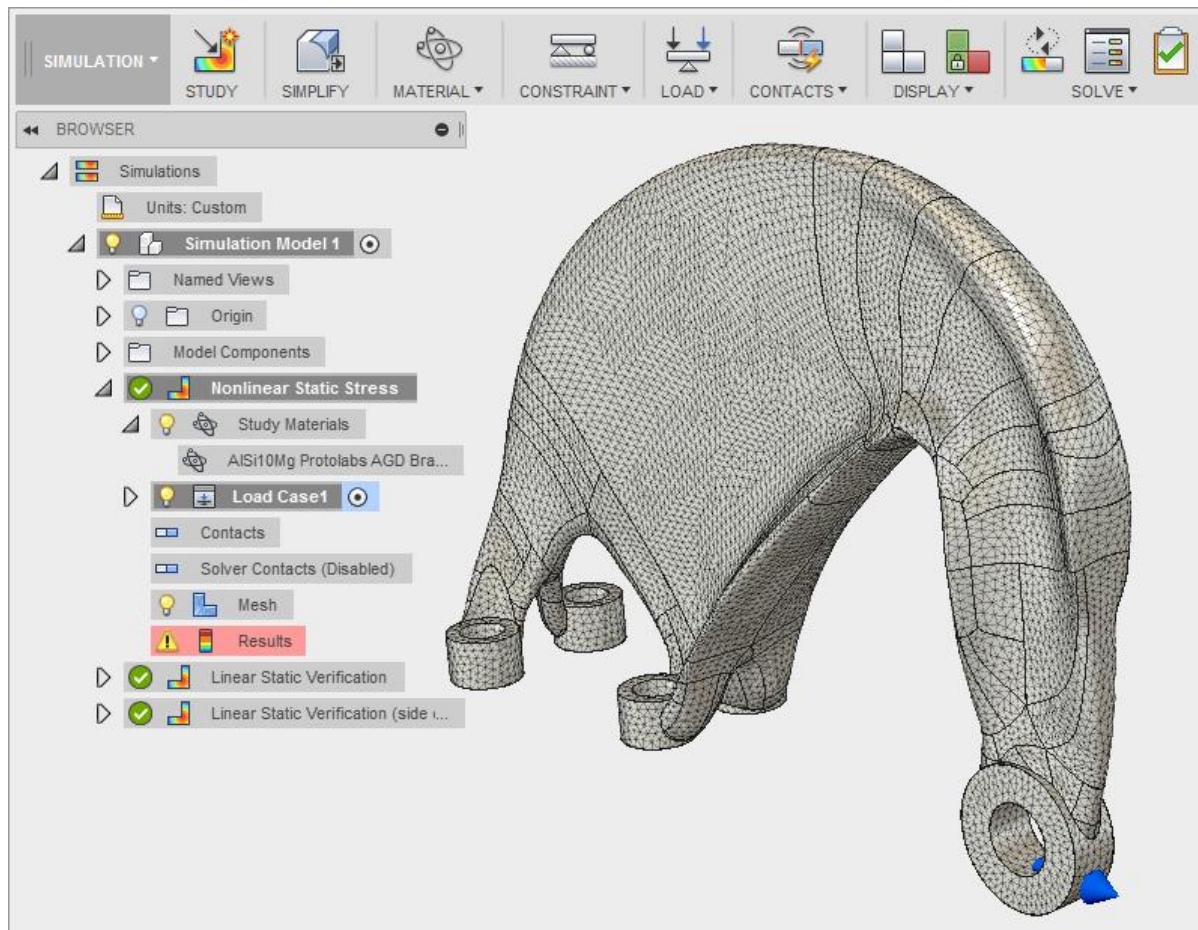 SIMULATION
STUDY
SIMPLIFY
MATERIAL
CONSTRAINT
LOAD
CONTACTS
DISPLAY
SOLVE
BROWSER
Simulations
Units: Custom
Simulation Model 1
Named Views
Origin
Model Components
Nonlinear Static Stress
Study Materials
AlSi10Mg Protolabs AGD Bra...
Load Case1
Contacts
Solver Contacts (Disabled)
Mesh
Results
Linear Static Verification
Linear Static Verification (side ...